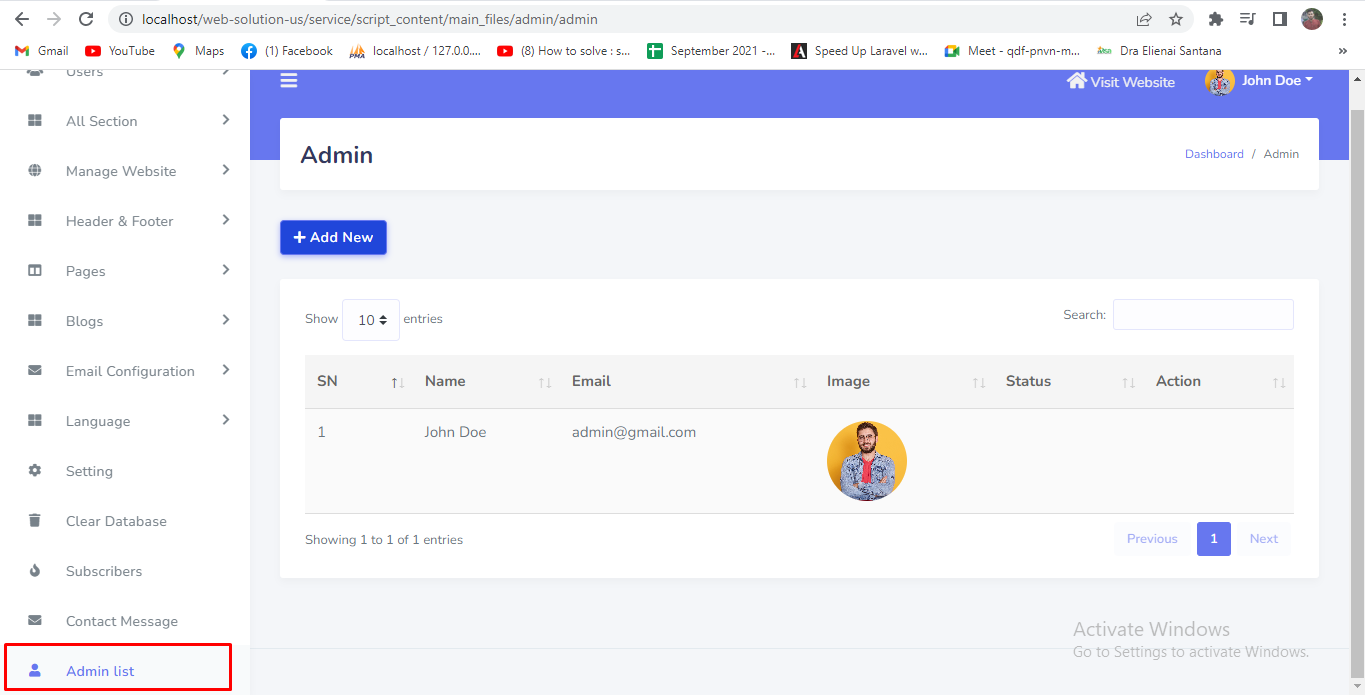 localhost/web-solution-us/service/script_content/main_files/admin/admin
Gmail YouTube Maps (1) Facebook localhost / 127.0.0.... (8) How to solve : s... September 2021 -... Speed Up Laravel w... Meet - qdf-pnvn-m... Dra Elienai Santana »
Users
All Section
Manage Website
Header & Footer
Pages
Blogs
Email Configuration
Language
Setting
Clear Database
Subscribers
Contact Message
Admin list
Visit Website John Doe
Admin
Dashboard / Admin
+ Add New
Show 10 entries
Search:
SN Name Email Image Status Action
1 John Doe admin@gmail.com
Showing 1 to 1 of 1 entries
Previous 1 Next
Activate Windows
Go to Settings to activate Windows.